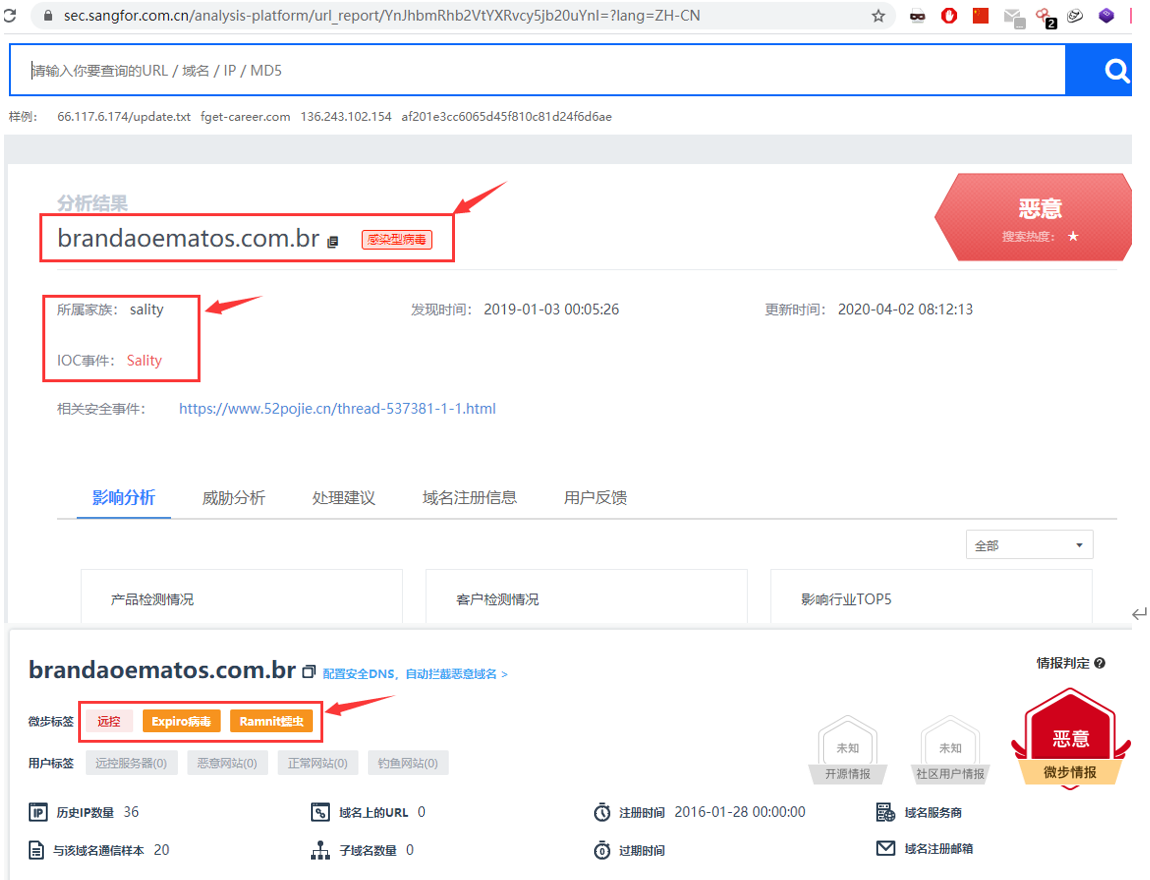 sec.sangfor.com.cn/analysis-platform/url_report/YnJhbmRhb2VtYXRvcy5jb20uYnI=?lang=ZH-CN
2
请输入你要查询的URL / 域名 / IP / MD5
样例： 66.117.6.174/update.txt fget-career.com 136.243.102.154 af201e3cc6065d45f810c81d24f6d6ae
分析结果
恶意
搜索热度：
brandaoematos.com.br 感染型病毒
所属家族： sality 发现时间： 2019-01-03 00:05:26 更新时间： 2020-04-02 08:12:13
IOC事件： Sality
相关安全事件： https://www.52pojie.cn/thread-537381-1-1.html
影响分析 威胁分析 处理建议 域名注册信息 用户反馈
全部
产品检测情况 客户检测情况 影响行业TOP5
brandaoematos.com.br 配置安全DNS，自动拦截恶意域名 >
情报判定
微步标签 远控 Expiro病毒 Ramnit蠕虫
用户标签 远控服务器(0) 恶意网站(0) 正常网站(0) 钓鱼网站(0)
未知 开源情报
未知 社区用户情报
恶意 微步情报
IP 历史IP数量 36 域名上的URL 0 注册时间 2016-01-28 00:00:00 域名服务商
与该域名通信样本 20 子域名数量 0 过期时间 域名注册邮箱